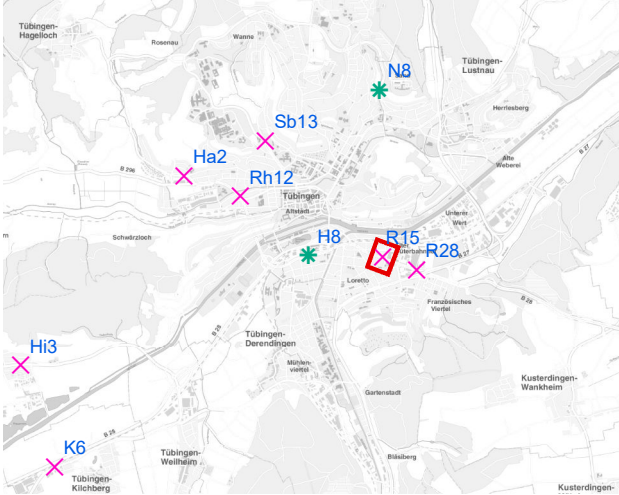 Tübingen-
Hagelloch
Rosenau
Wanne
N8
Tübingen-
Lustnau
Herrlesberg
Sb13
Alte
Weberei
B 27
Ha2
B 296
Rh12
Tübingen
Altstadt
Unterer
Wert
Schwärzloch
H8
R15
Güterbahnhof
R28
B 27
Loretto
B 28
Französisches
Viertel
B 28
Tübingen-
Derendingen
Hi3
Mühlen-
viertel
Gartenstadt
Kusterdingen-
Wankheim
B 28
K6
Tübingen-
Weilheim
Bläsiberg
Tübingen-
Kilchberg
Kusterdingen-